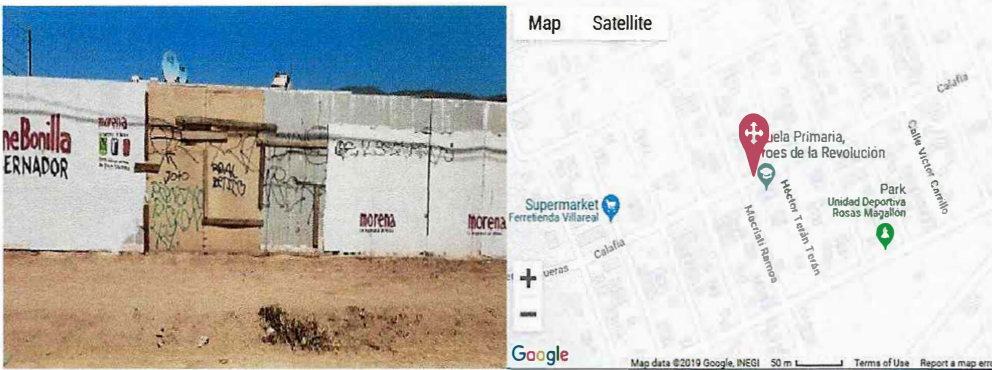 neBonilla
ERNADOR
morena
JOTO
morena
morena
Map
Satellite
Calafia
uela Primaria,
roes de la Revolución
Calle Víctor Carrillo
Park
Unidad Deportiva
Rosas Magallón
Supermarket
Ferretienda Villareal
Héctor Terán Terán
Macristi Ramos
Calafia
ueras
+
−
Google
Map data ©2019 Google, INEGI
50 m
Terms of Use
Report a map erro